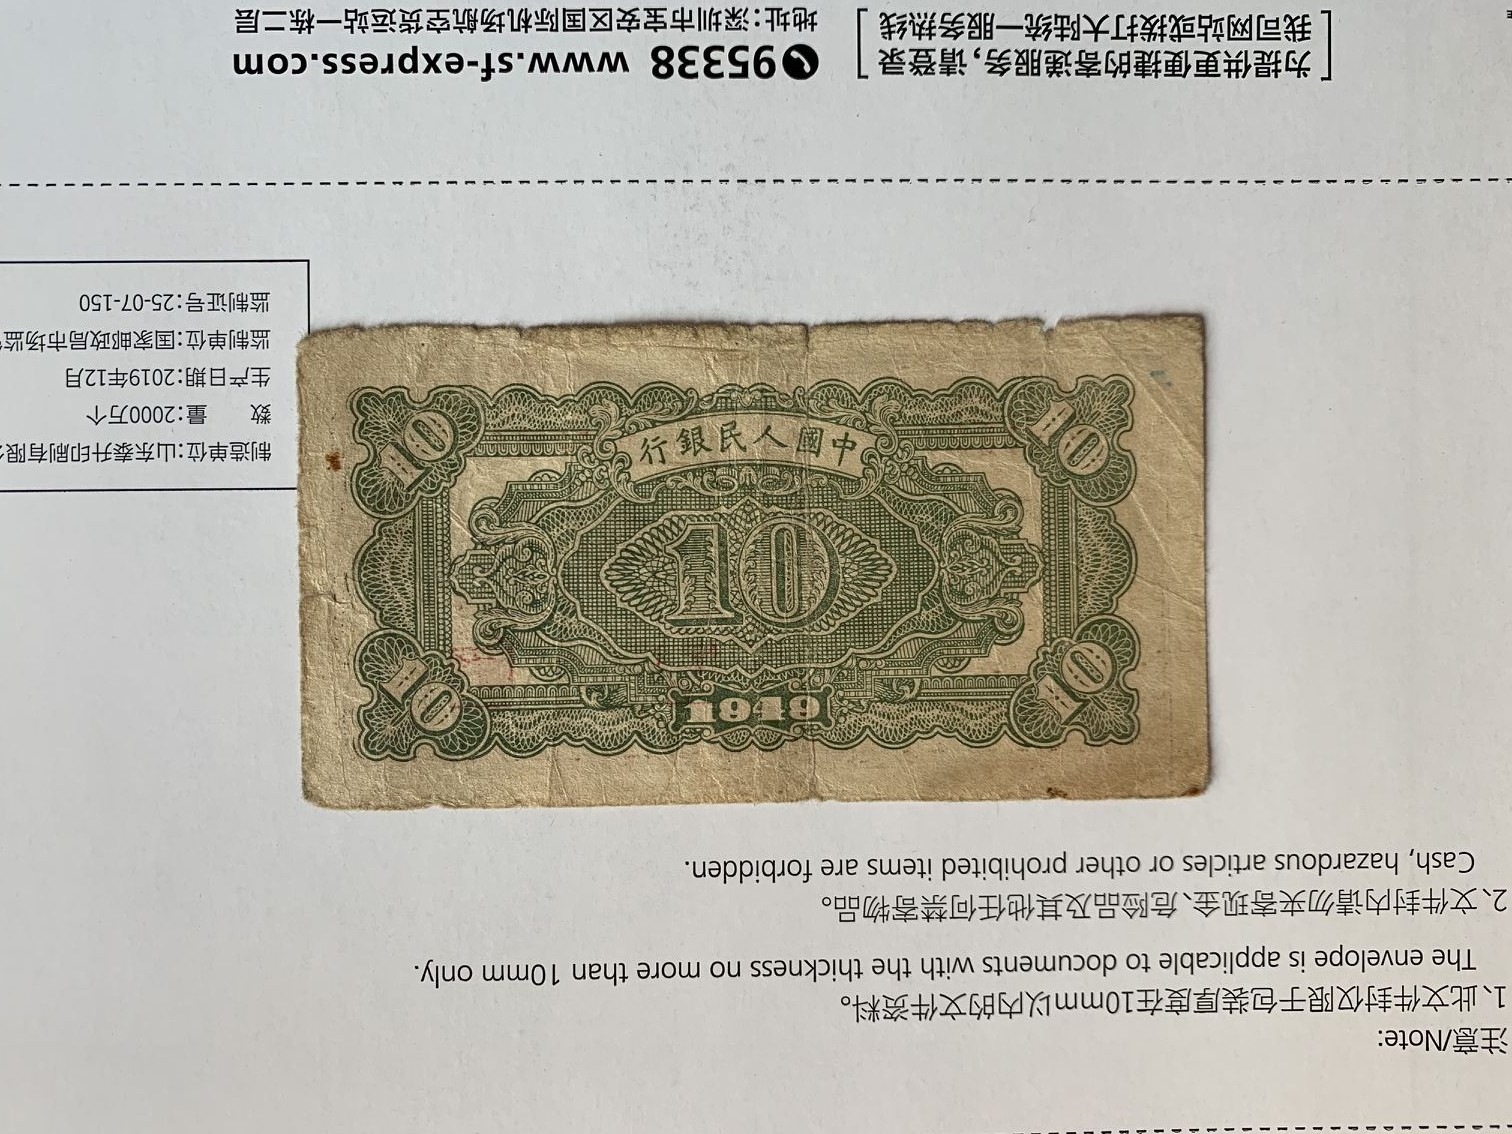 行銀民人國中
10
10
10
10
10
1949
注意/Note:
1、此文件封仅限于包装厚度在10mm以内的文件资料。
The envelope is applicable to documents with the thickness no more than 10mm only.
2、文件封内请勿夹寄现金、危险品及其他任何禁寄物品。
Cash, hazardous articles or other prohibited items are forbidden.
制造单位:山东泰升印刷有限
数 量:2000万个
生产日期:2019年12月
监制单位:国家邮政局市场监
监制证号:25-07-150
为提供更便捷的寄递服务,请登录
我司网站或拨打大陆统一服务热线
95338 www.sf-express.com
地址:深圳市宝安区国际机场航空货运站一栋二层